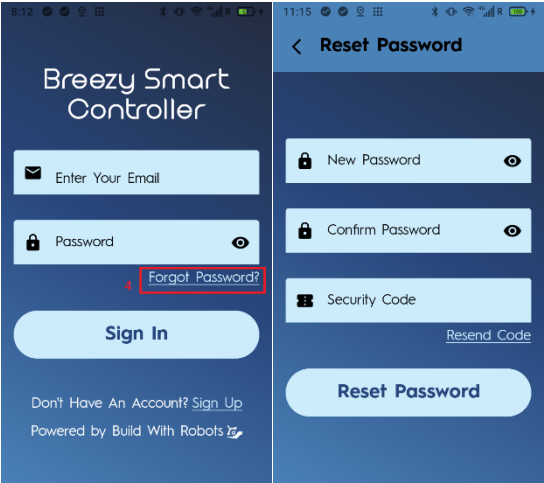 8:12
Breezy Smart
Controller
Enter Your Email
Password
4
Forgot Password?
Sign In
Don't Have An Account? Sign Up
Powered by Build With Robots
11:15
Reset Password
New Password
Confirm Password
Security Code
Resend Code
Reset Password